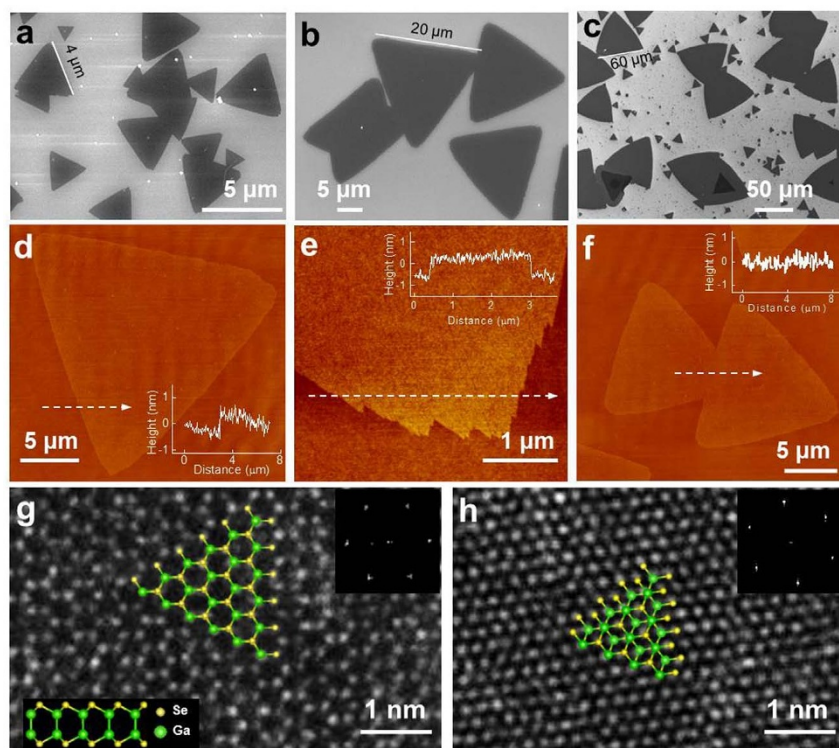 a
4 µm
5 µm
b
20 µm
5 µm
c
60 µm
50 µm
d
5 µm
Height (nm)
1
0
-1
0 4 8
Distance (µm)
e
Height (nm)
1
0
-1
0 1 2 3
Distance (µm)
1 µm
f
Height (nm)
1
0
-1
0 4 8
Distance (µm)
5 µm
g
Se
Ga
1 nm
h
1 nm